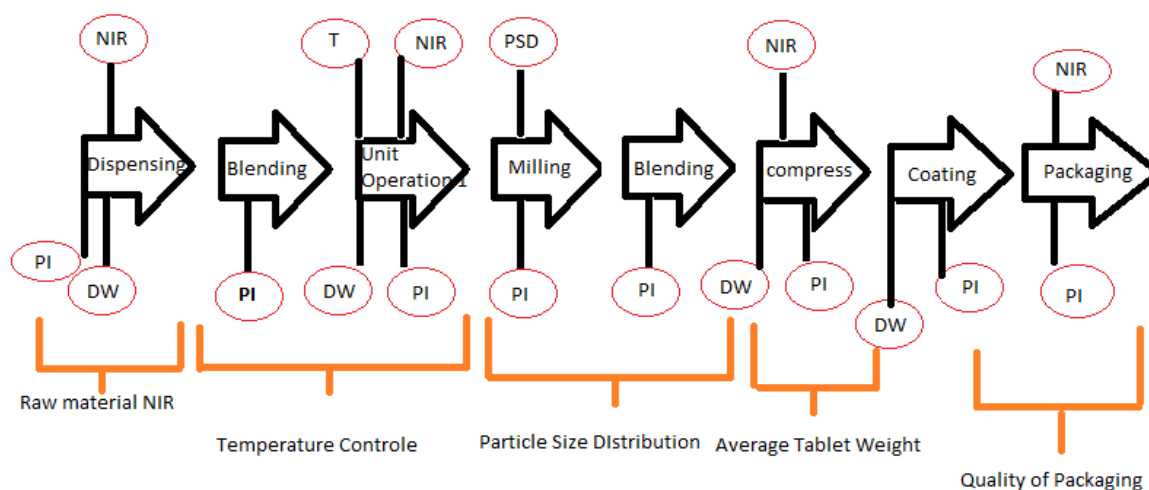 NIR
T
NIR
PSD
NIR
NIR
Dispensing
Blending
Unit
Operation 1
Milling
Blending
compress
Coating
Packaging
PI
DW
PI
DW
PI
PI
PI
DW
PI
DW
PI
PI
Raw material NIR
Temperature Controle
Particle Size DIstribution
Average Tablet Weight
Quality of Packaging